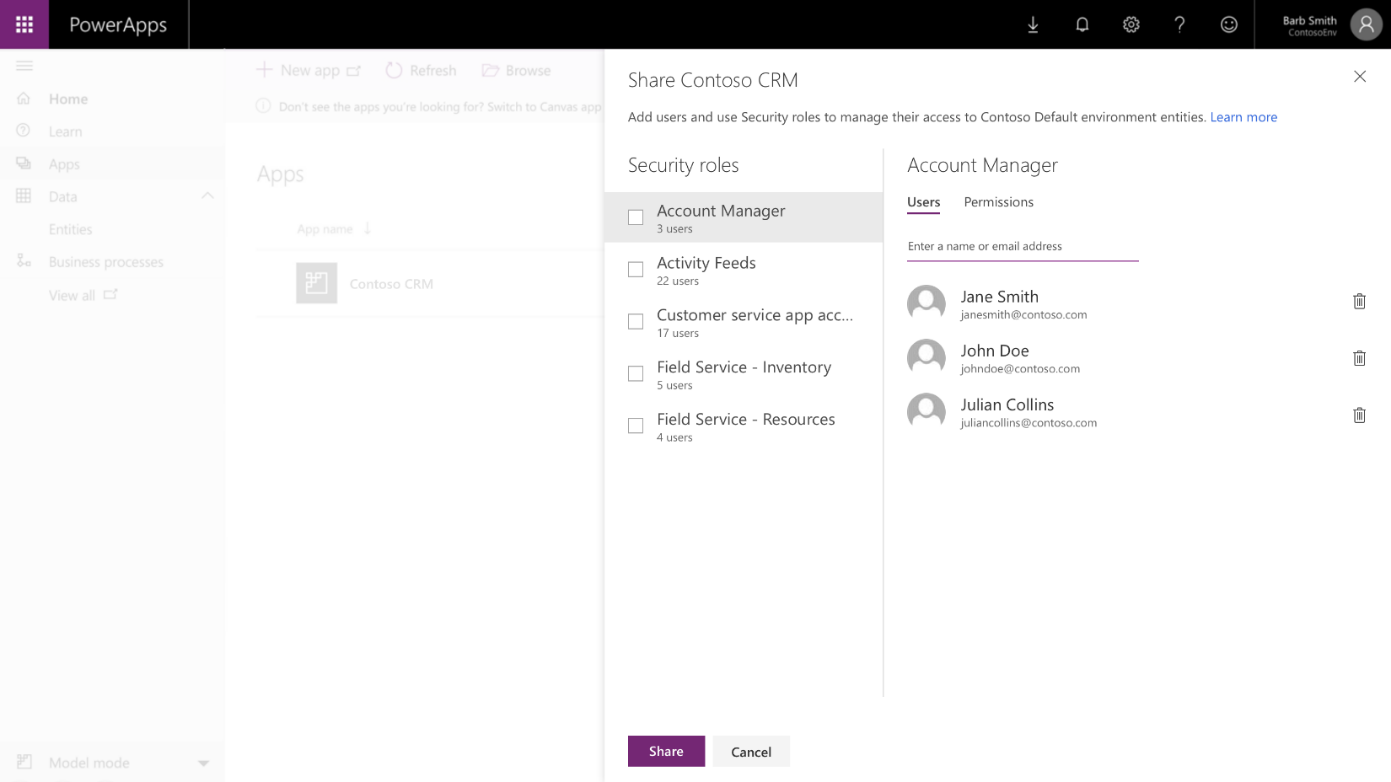 PowerApps
Barb Smith
ContosoEnv
Home
Learn
Apps
Data
Entities
Business processes
View all
Model mode
New app
Refresh
Browse
Don't see the apps you're looking for? Switch to Canvas app
Apps
App name
Contoso CRM
Share Contoso CRM
Add users and use Security roles to manage their access to Contoso Default environment entities. Learn more
Security roles
Account Manager
3 users
Activity Feeds
22 users
Customer service app acc...
17 users
Field Service - Inventory
5 users
Field Service - Resources
4 users
Account Manager
Users Permissions
Enter a name or email address
Jane Smith
janesmith@contoso.com
John Doe
johndoe@contoso.com
Julian Collins
juliancollins@contoso.com
Share Cancel